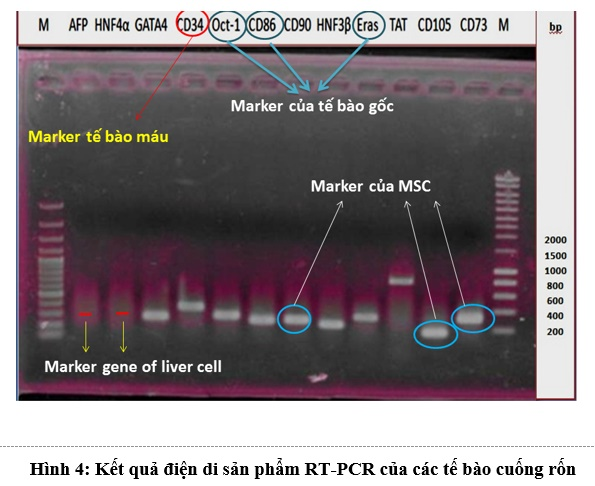 M AFP HNF4α GATA4 CD34 Oct-1 CD86 CD90 HNF3β Eras TAT CD105 CD73 M bp
Marker của tế bào gốc
Marker tế bào máu
Marker của MSC
2000
1500
1000
800
600
400
200
Marker gene of liver cell
Hình 4: Kết quả điện di sản phẩm RT-PCR của các tế bào cuống rốn